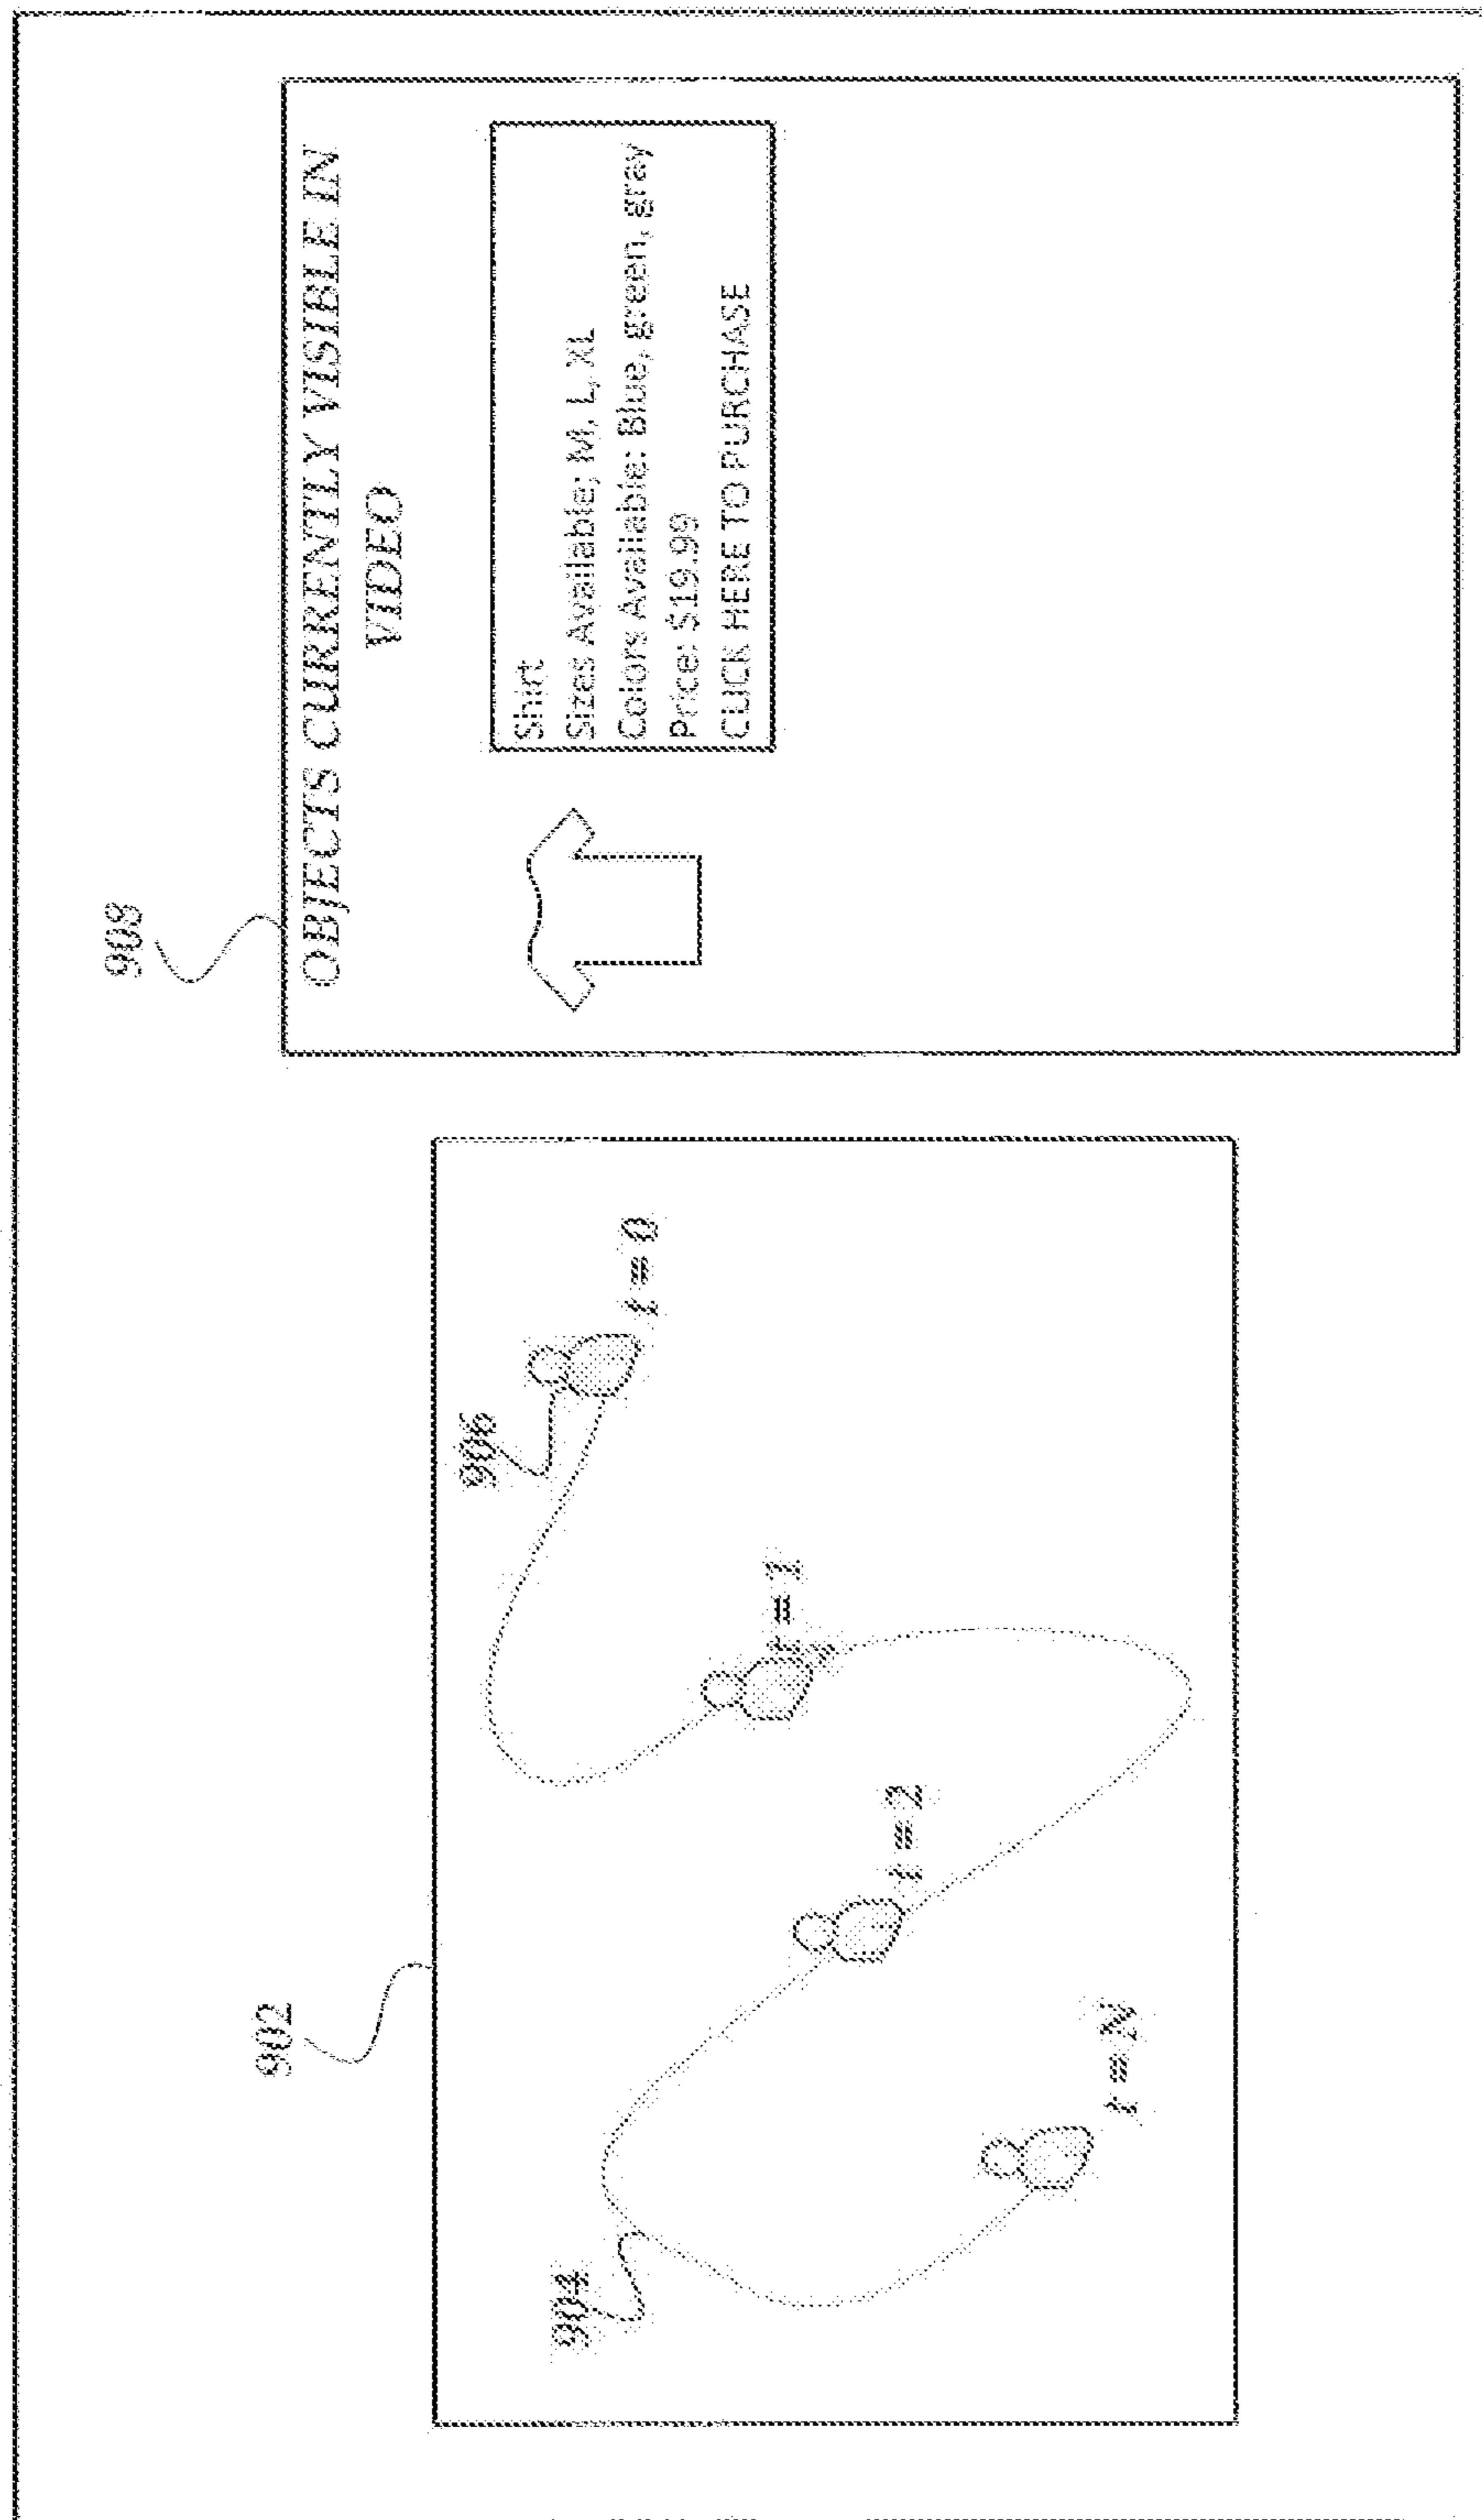 902
908
904
906
t = 0
t = 1
t = 2
t = N
OBJECTS CURRENTLY VISIBLE IN
VIDEO
Shirt
Sizes Available; M, L, XL
Colors Available: Blue, green, gray
Price: $19.99
CLICK HERE TO PURCHASE